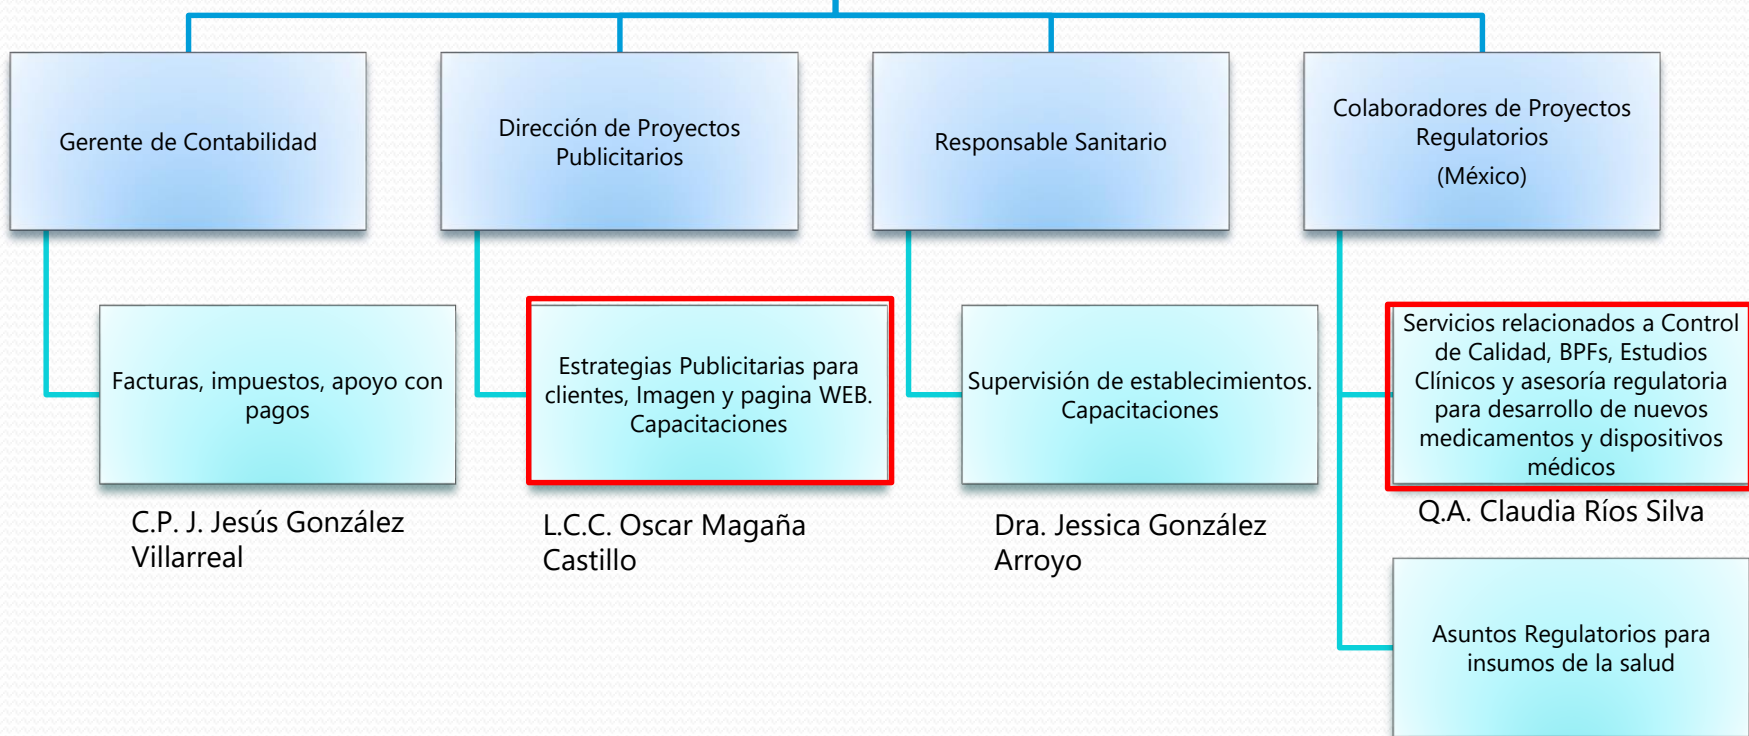 Gerente de Contabilidad
Dirección de Proyectos
Publicitarios
Responsable Sanitario
Colaboradores de Proyectos
Regulatorios
(México)
Facturas, impuestos, apoyo con
pagos
Estrategias Publicitarias para
clientes, Imagen y pagina WEB.
Capacitaciones
Supervisión de establecimientos.
Capacitaciones
Servicios relacionados a Control
de Calidad, BPFs, Estudios
Clínicos y asesoría regulatoria
para desarrollo de nuevos
medicamentos y dispositivos
médicos
C.P. J. Jesús González
Villarreal
L.C.C. Oscar Magaña
Castillo
Dra. Jessica González
Arroyo
Q.A. Claudia Ríos Silva
Asuntos Regulatorios para
insumos de la salud